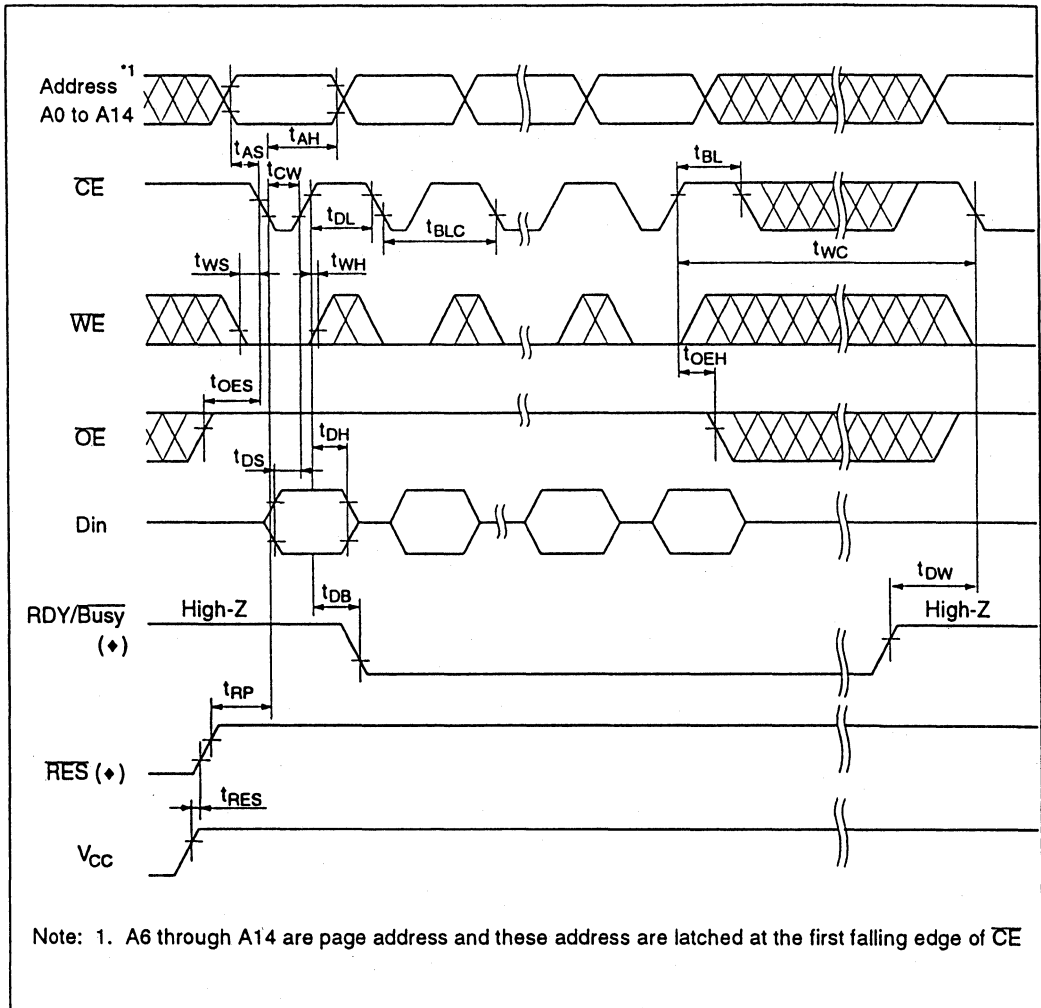 Address *1
A0 to A14
tAH
tAS
tCW
tBL
CE
tDL
tBLC
tWC
tWS
tWH
WE
tOEH
tOES
OE
tDH
tDS
Din
tDW
tDB
RDY/Busy
High-Z
High-Z
(♦)
tRP
RES (♦)
tRES
VCC
Note: 1. A6 through A14 are page address and these address are latched at the first falling edge of CE